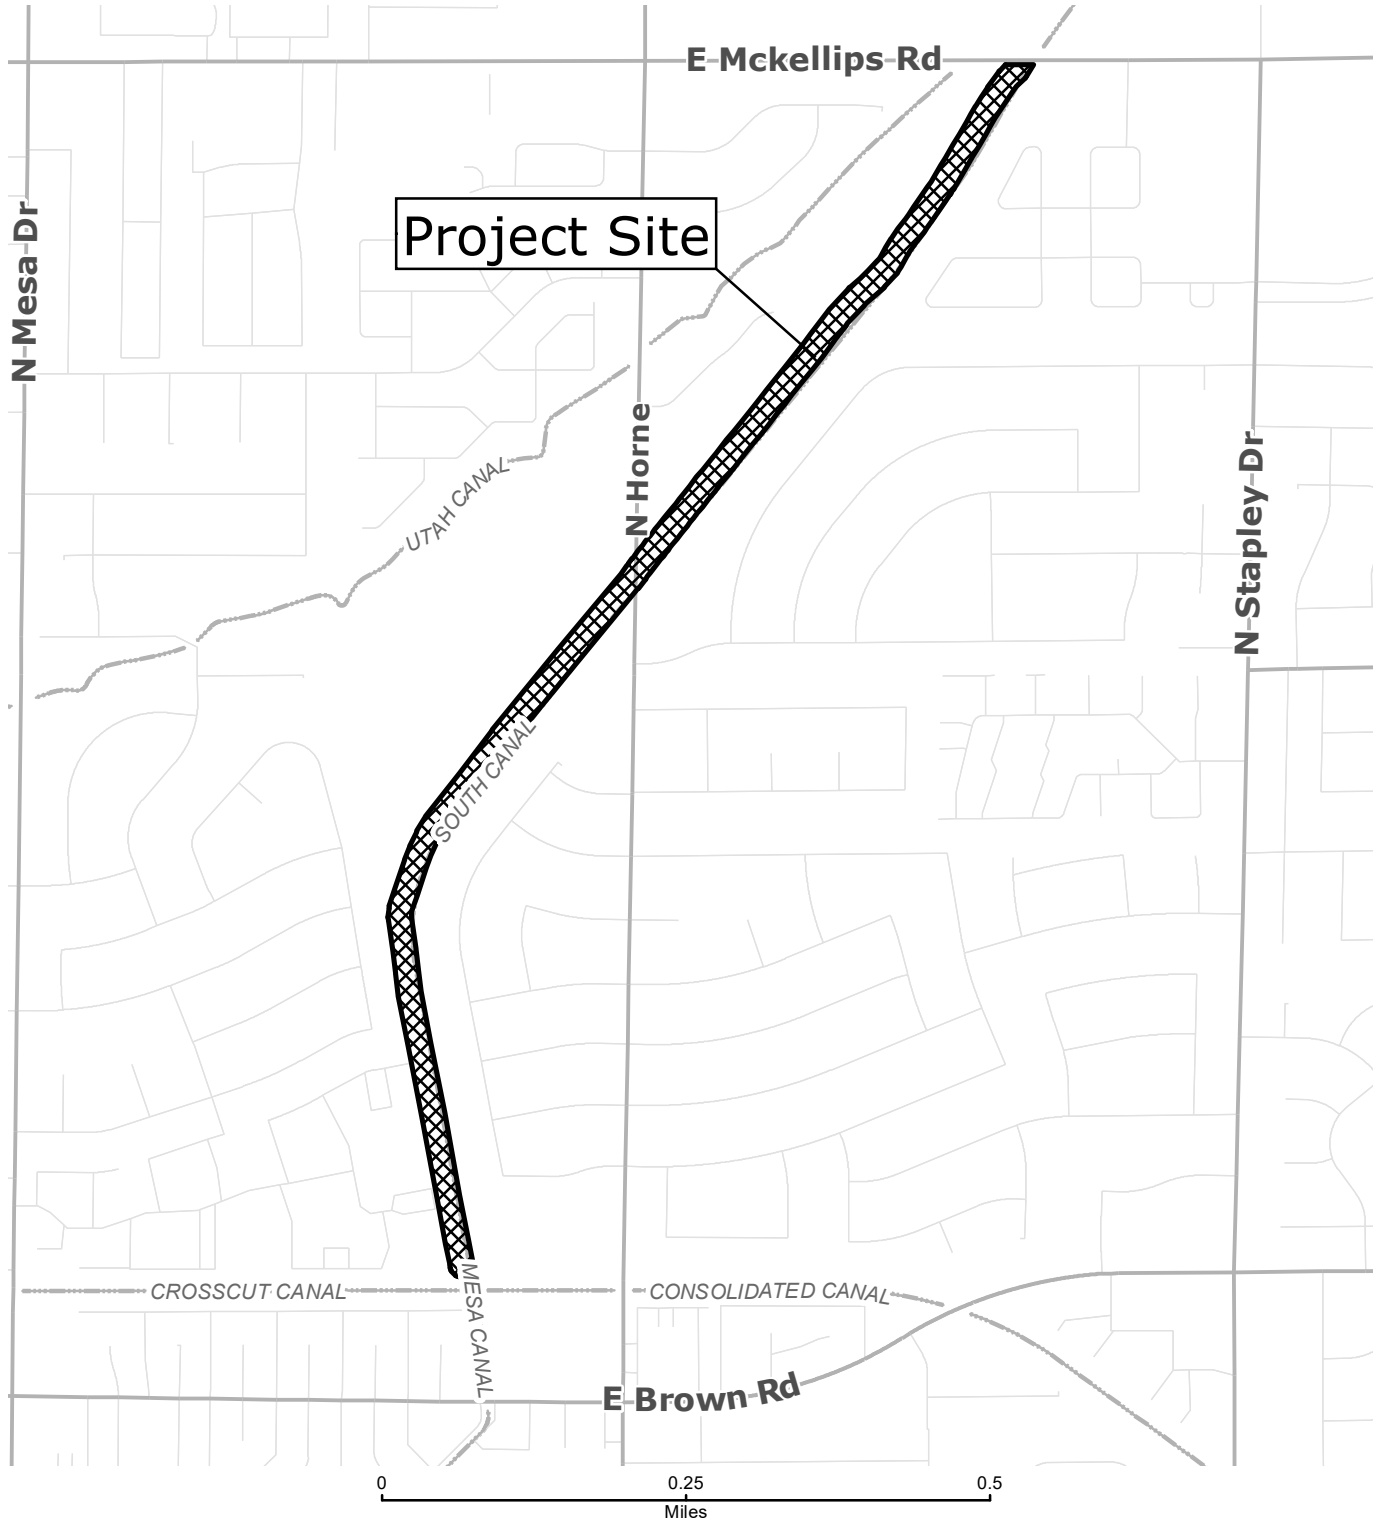 E Mckellips Rd
N Mesa Dr
Project Site
N Horne
UTAH CANAL
N Stapley Dr
SOUTH CANAL
CROSSCUT CANAL
MESA CANAL
CONSOLIDATED CANAL
E Brown Rd
0 0.25 0.5
Miles